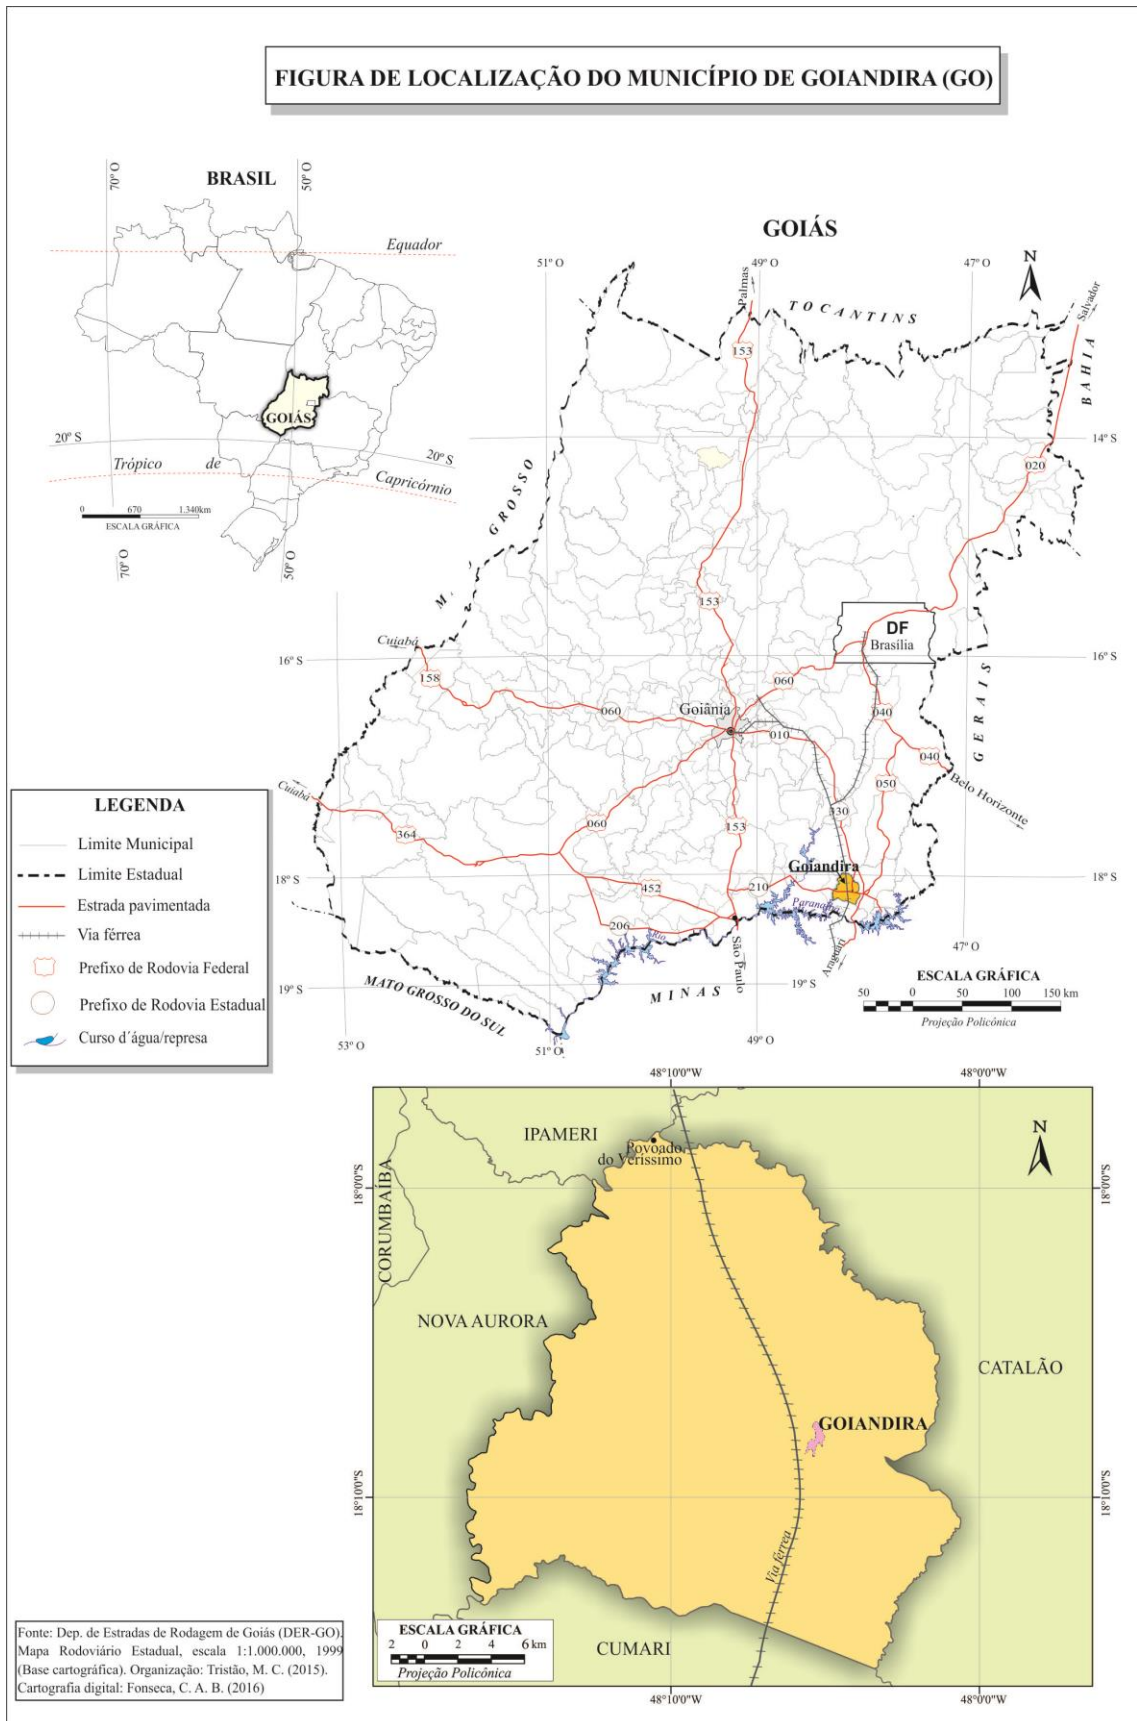 FIGURA DE LOCALIZAÇÃO DO MUNICÍPIO DE GOIANDIRA (GO)
BRASIL
70º O
50º O
Equador
GOIÁS
20º S
20º S
Trópico de
Capricórnio
0 670 1.340km
ESCALA GRÁFICA
70º O
50º O
GOIÁS
51º O
49º O
47º O
N
Palmas
TOCANTINS
Salvador
BAHIA
153
14º S
020
GROSSO
M.
153
DF
Brasília
Cuiabá
16º S
16º S
158
060
060
Goiânia
010
040
040
GERAIS
050
Belo Horizonte
Cuiabá
364
060
153
330
Goiandira
18º S
18º S
452
210
Paranaíba
206
Rio
São Paulo
Araguari
47º O
19º S
MATO GROSSO DO SUL
MINAS
19º S
53º O
51º O
49º O
ESCALA GRÁFICA
50 0 50 100 150 km
Projeção Policónica
LEGENDA
Limite Municipal
Limite Estadual
Estrada pavimentada
Via férrea
Prefixo de Rodovia Federal
Prefixo de Rodovia Estadual
Curso d´água/represa
48°10'0"W
48°0'0"W
N
IPAMERI
Povoado
do Veríssimo
18°0'0"S
18°0'0"S
CORUMBAÍBA
NOVA AURORA
CATALÃO
GOIANDIRA
18°10'0"S
18°10'0"S
Via férrea
CUMARI
ESCALA GRÁFICA
2 0 2 4 6 km
Projeção Policónica
48°10'0"W
48°0'0"W
Fonte: Dep. de Estradas de Rodagem de Goiás (DER-GO).
Mapa Rodoviário Estadual, escala 1:1.000.000, 1999
(Base cartográfica). Organização: Tristão, M. C. (2015).
Cartografia digital: Fonseca, C. A. B. (2016)